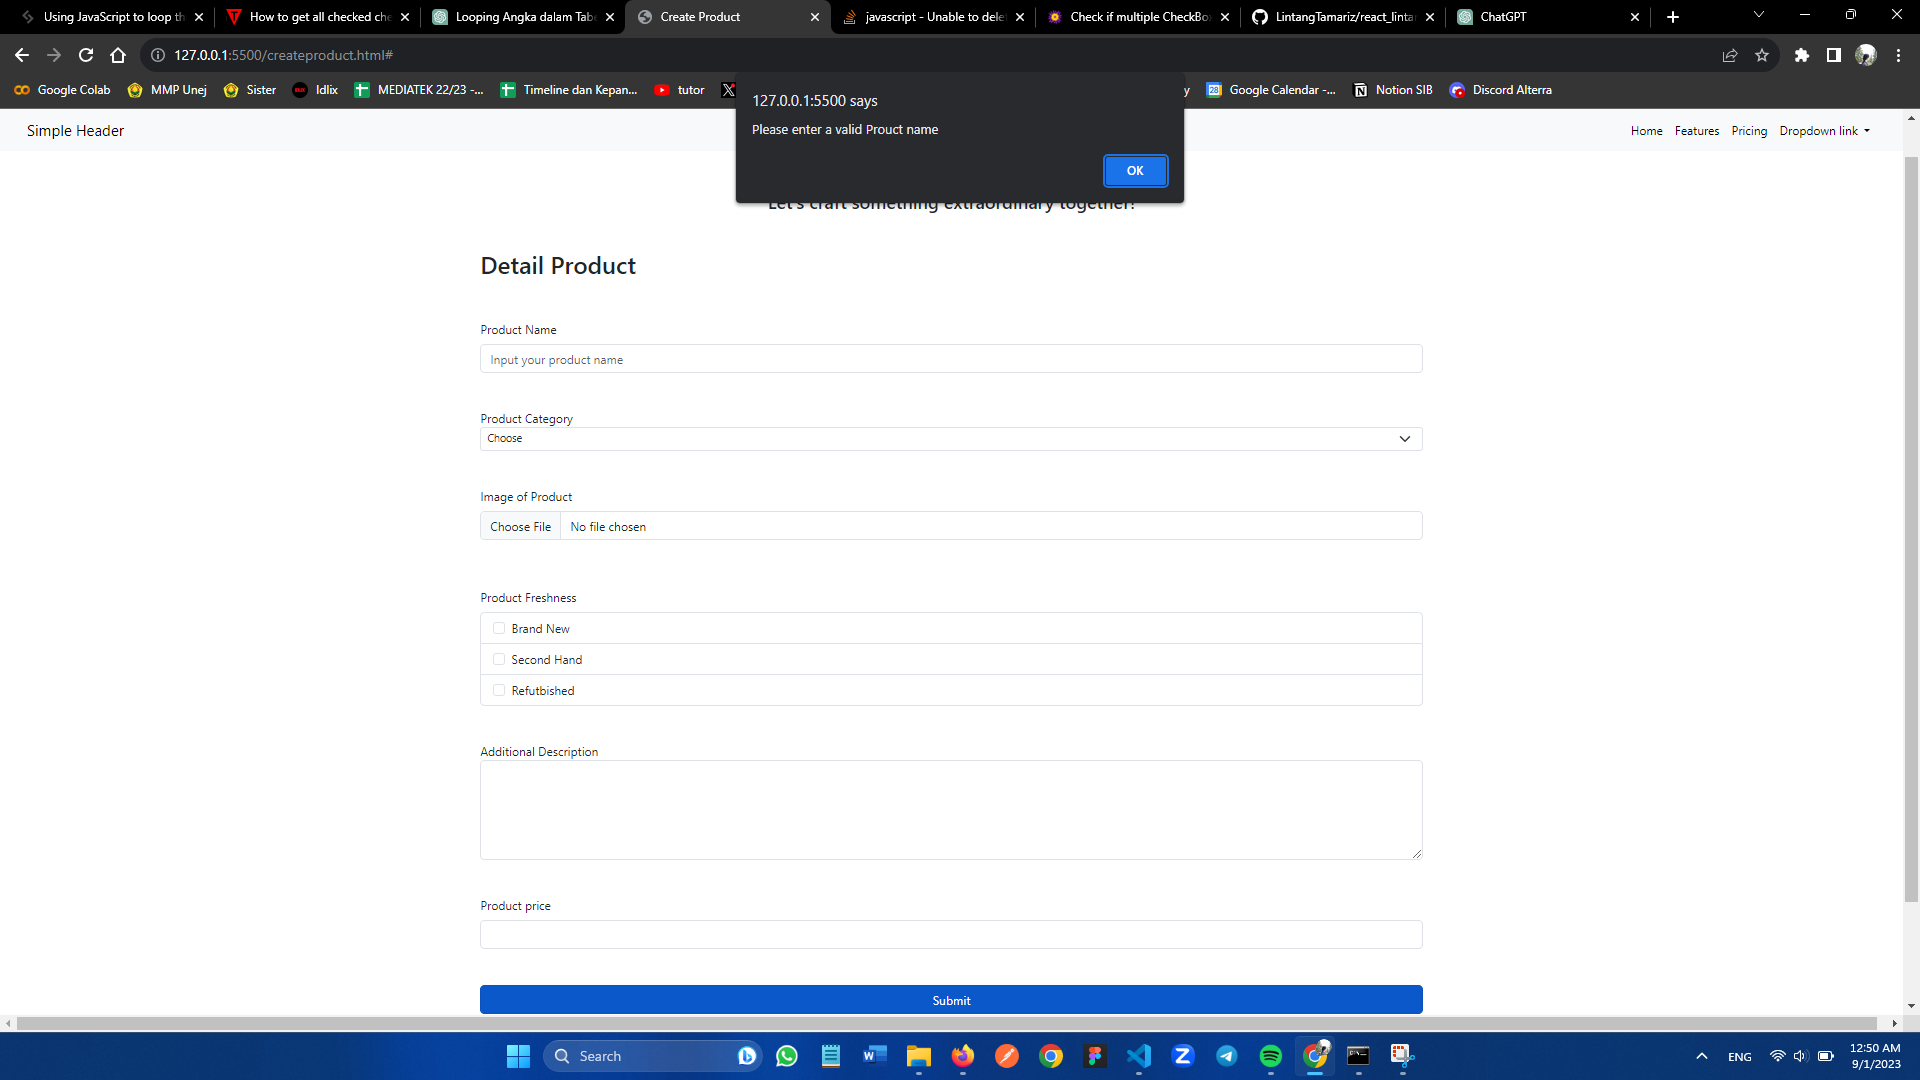 Using JavaScript to loop th
How to get all checked che
Looping Angka dalam Tabe
Create Product
javascript - Unable to dele
Check if multiple CheckBo
LintangTamariz/react_linta
ChatGPT
127.0.0.1:5500/createproduct.html#
Google Colab
MMP Unej
Sister
Idlix
MEDIATEK 22/23 -...
Timeline dan Kepan...
tutor
y
Google Calendar -...
Notion SIB
Discord Alterra
127.0.0.1:5500 says
Please enter a valid Prouct name
OK
Simple Header
Home Features Pricing Dropdown link
Let's craft something extraordinary together!
Detail Product
Product Name
Input your product name
Product Category
Choose
Image of Product
Choose File No file chosen
Product Freshness
Brand New
Second Hand
Refutbished
Additional Description
Product price
Submit
Search
ENG
12:50 AM
9/1/2023